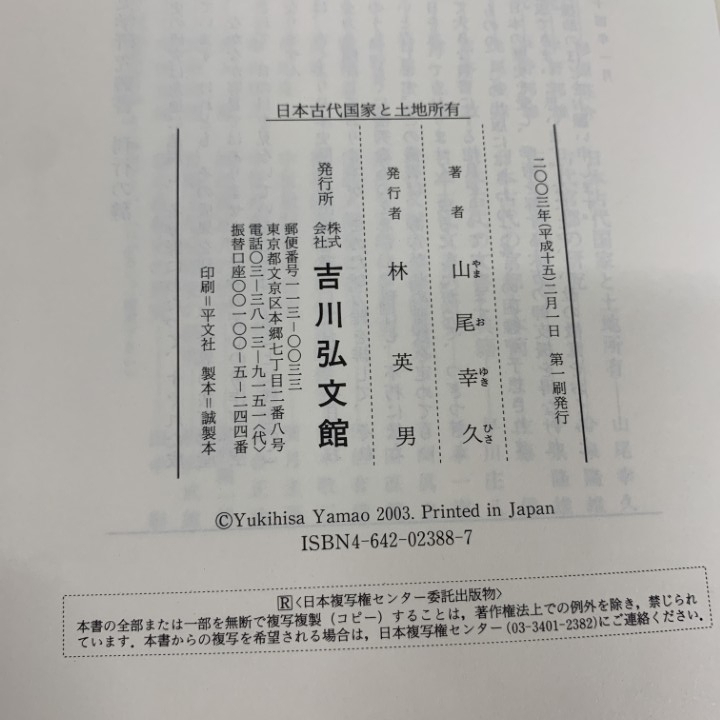 日本古代国家と土地所有
二〇〇三年(平成十五)二月一日 第一刷発行
著者 山尾幸久
やま お ゆき ひさ
発行者 林英男
発行所 株式会社 吉川弘文館
郵便番号一一三―〇〇三三
東京都文京区本郷七丁目二番八号
電話〇三―三八一三―九一五一〈代〉
振替口座〇〇一〇〇―五―二四四番
印刷=平文社 製本=誠製本
©Yukihisa Yamao 2003. Printed in Japan
ISBN4-642-02388-7
R〈日本複写権センター委託出版物〉
本書の全部または一部を無断で複写複製(コピー)することは,著作権法上での例外を除き,禁じられ
ています.本書からの複写を希望される場合は,日本複写権センター(03-3401-2382)にご連絡ください.